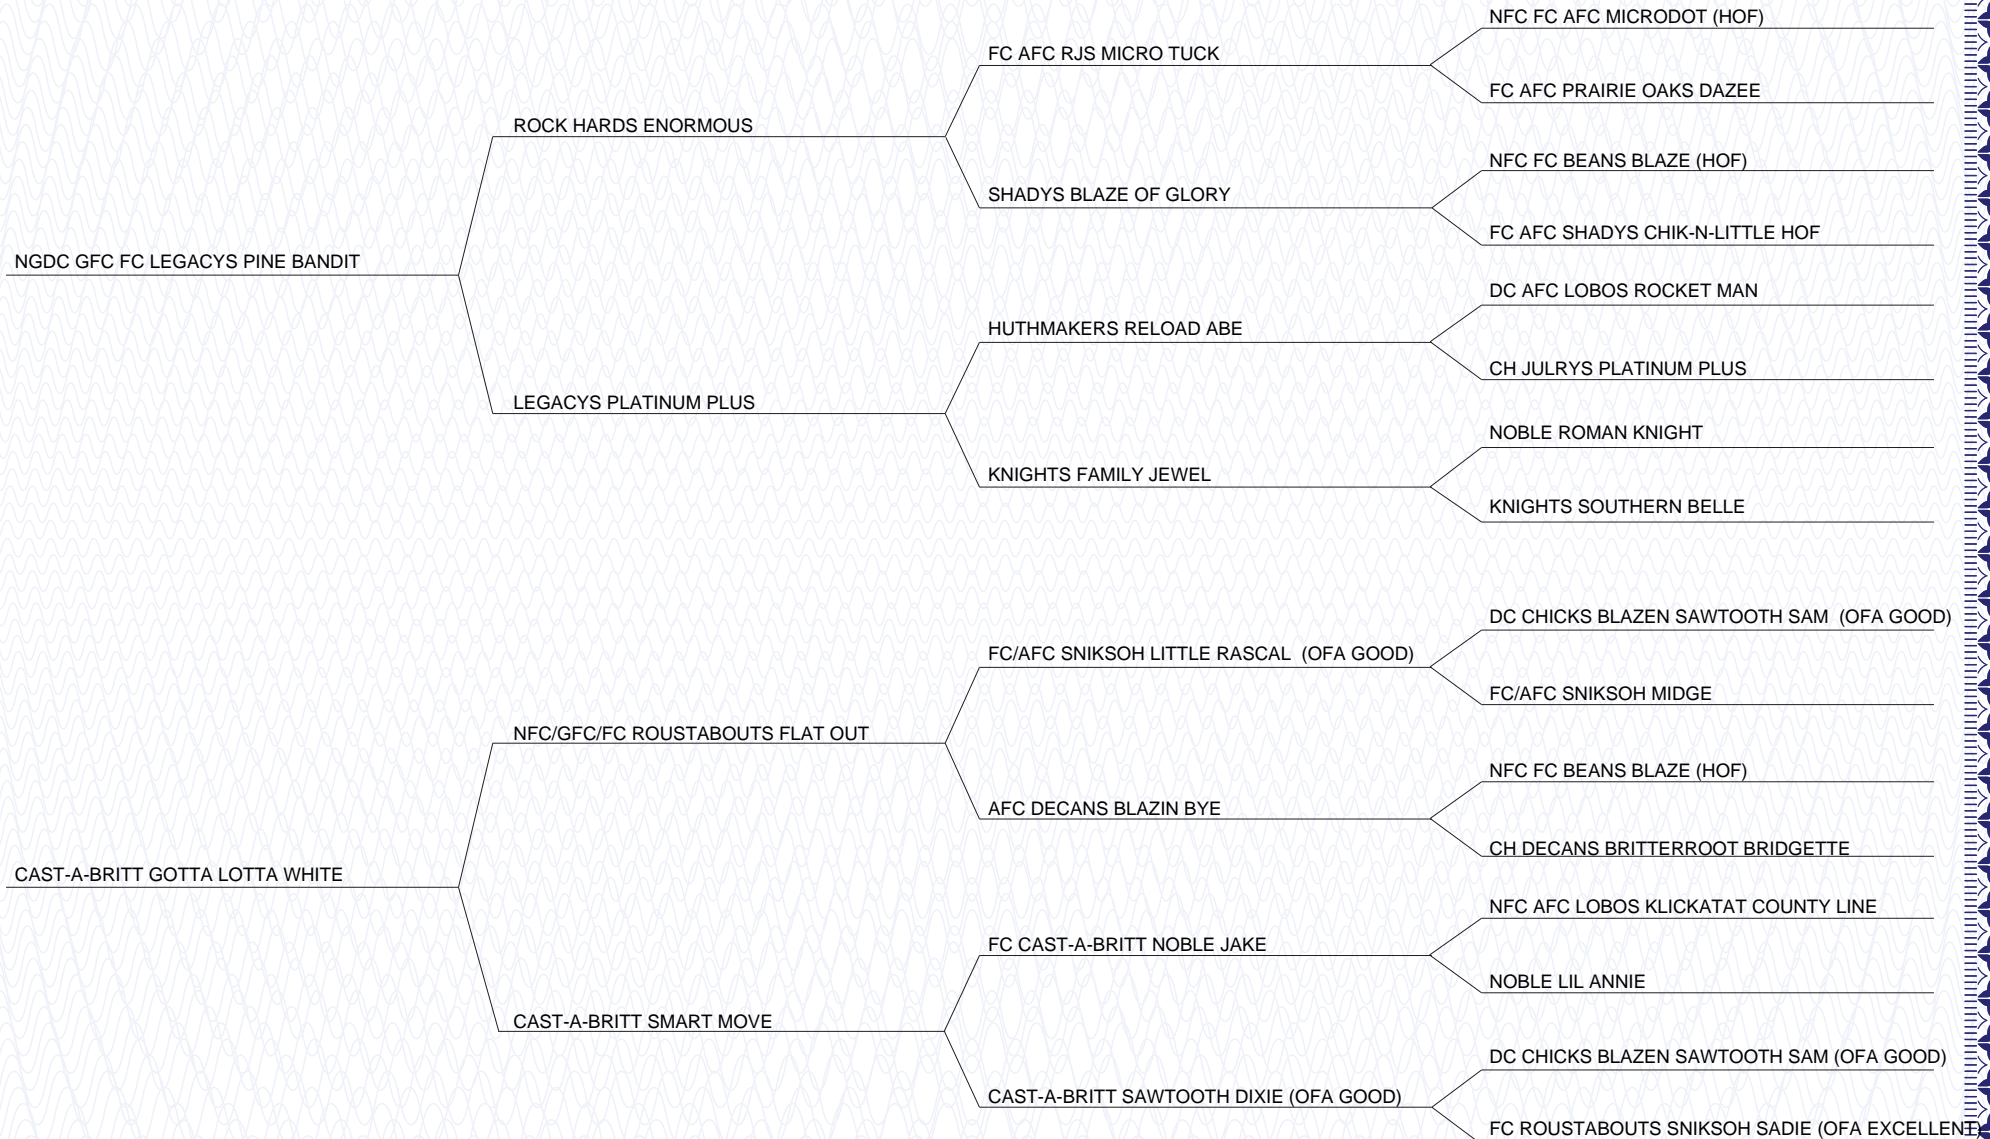 NFC FC AFC MICRODOT (HOF)
FC AFC RJS MICRO TUCK
FC AFC PRAIRIE OAKS DAZEE
ROCK HARDS ENORMOUS
NFC FC BEANS BLAZE (HOF)
SHADYS BLAZE OF GLORY
FC AFC SHADYS CHIK-N-LITTLE HOF
NGDC GFC FC LEGACYS PINE BANDIT
DC AFC LOBOS ROCKET MAN
HUTHMAKERS RELOAD ABE
CH JULRYS PLATINUM PLUS
LEGACYS PLATINUM PLUS
NOBLE ROMAN KNIGHT
KNIGHTS FAMILY JEWEL
KNIGHTS SOUTHERN BELLE
DC CHICKS BLAZEN SAWTOOTH SAM (OFA GOOD)
FC/AFC SNIKSOH LITTLE RASCAL (OFA GOOD)
FC/AFC SNIKSOH MIDGE
NFC/GFC/FC ROUSTABOUTS FLAT OUT
NFC FC BEANS BLAZE (HOF)
AFC DECANS BLAZIN BYE
CH DECANS BRITTERROOT BRIDGETTE
CAST-A-BRITT GOTTA LOTTA WHITE
NFC AFC LOBOS KLICKATAT COUNTY LINE
FC CAST-A-BRITT NOBLE JAKE
NOBLE LIL ANNIE
CAST-A-BRITT SMART MOVE
DC CHICKS BLAZEN SAWTOOTH SAM (OFA GOOD)
CAST-A-BRITT SAWTOOTH DIXIE (OFA GOOD)
FC ROUSTABOUTS SNIKSOH SADIE (OFA EXCELLENT)